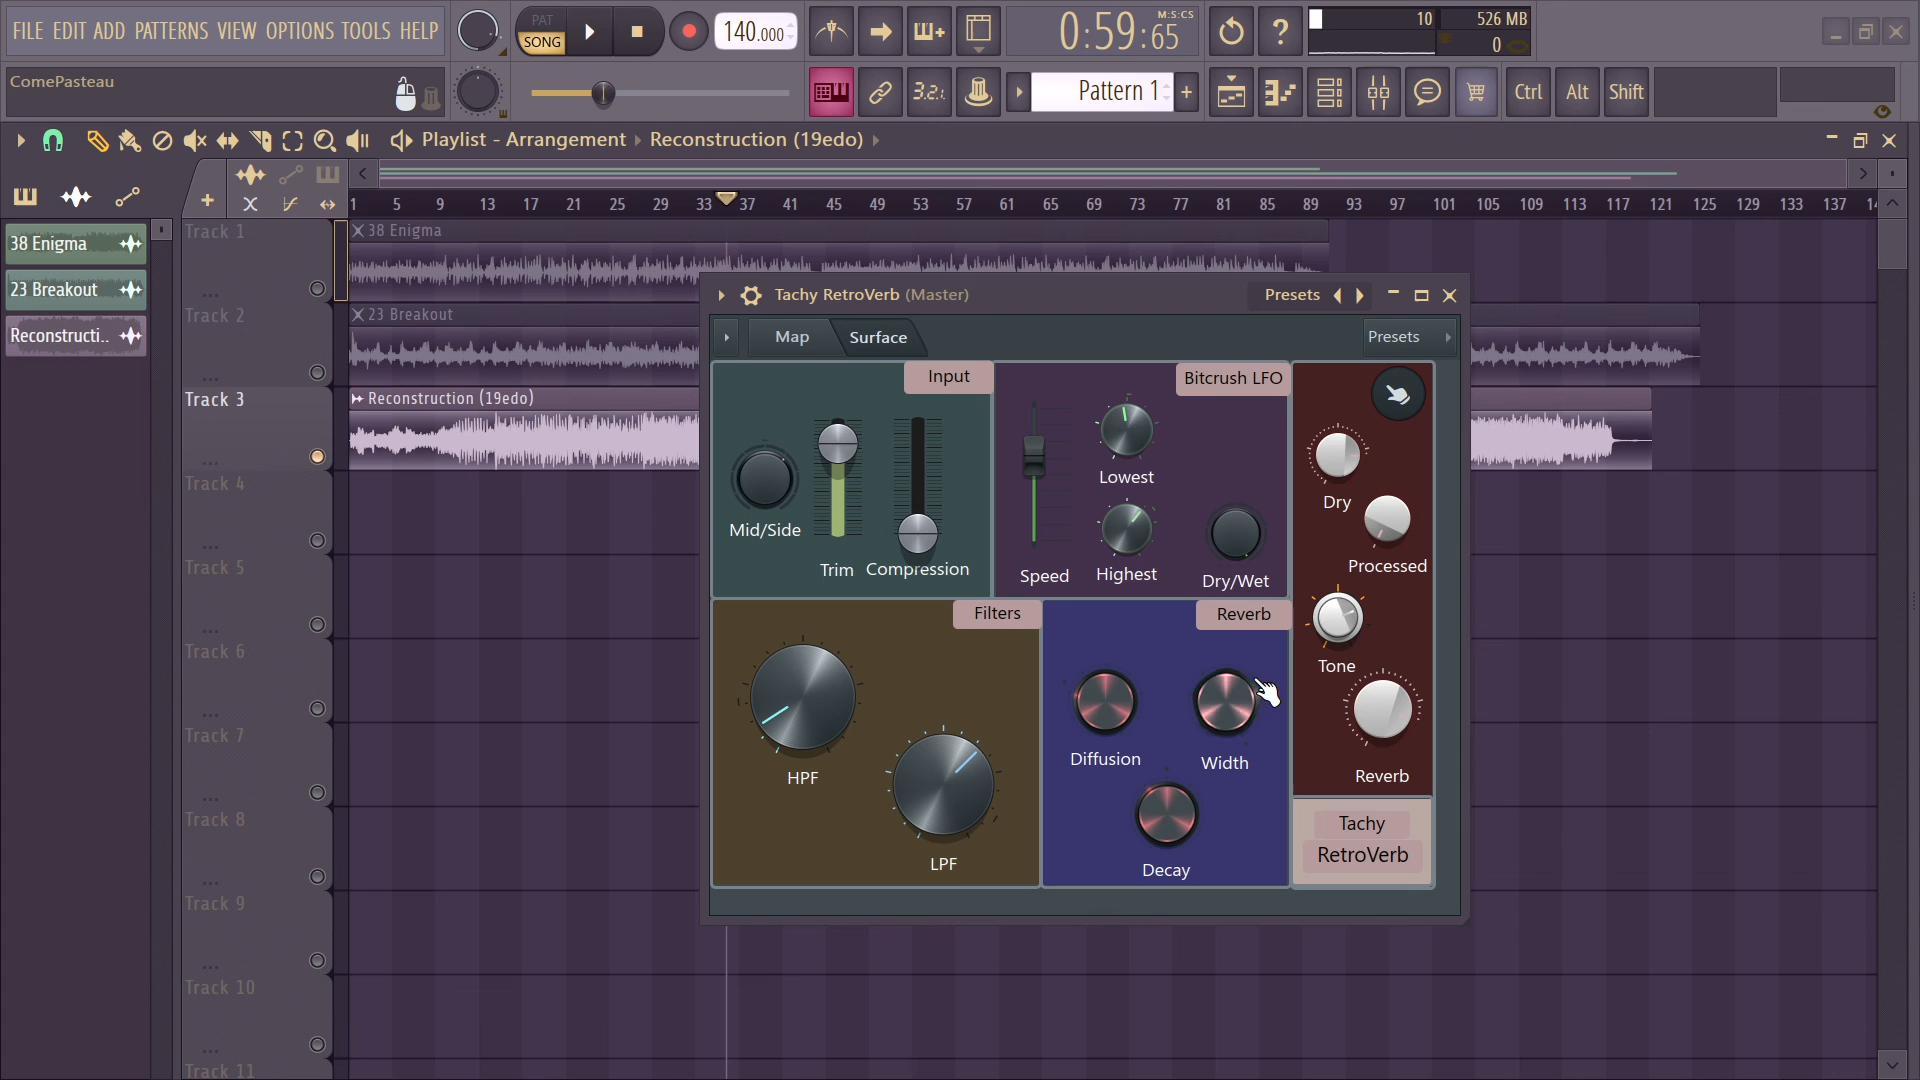 FILE EDIT ADD PATTERNS VIEW OPTIONS TOOLS HELP
PAT
SONG
140.000
M:S:CS
0:59:65
10
526 MB
0
ComePasteau
3.2.
Pattern 1
Ctrl
Alt
Shift
Playlist - Arrangement
Reconstruction (19edo)
1 5 9 13 17 21 25 29 33 37 41 45 49 53 57 61 63 65 69 73 77 81 85 89 93 97 101 105 109 113 117 121 125 129 133 137
38 Enigma
23 Breakout
Reconstructi..
Track 1
38 Enigma
Track 2
23 Breakout
Track 3
Reconstruction (19edo)
Track 4
Track 5
Track 6
Track 7
Track 8
Track 9
Track 10
Track 11
Tachy RetroVerb (Master)
Presets
Map
Surface
Presets
Input
Mid/Side
Trim
Compression
Bitcrush LFO
Speed
Lowest
Highest
Dry/Wet
Filters
HPF
LPF
Reverb
Diffusion
Width
Decay
Dry
Processed
Tone
Reverb
Tachy
RetroVerb